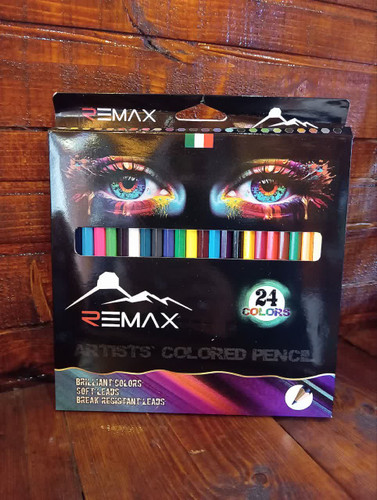 REMAX
24
COLORS
REMAX
ARTISTS' COLORED PENCIL
BRILLIANT COLORS
SOFT LEADS
BREAK RESISTANT LEADS